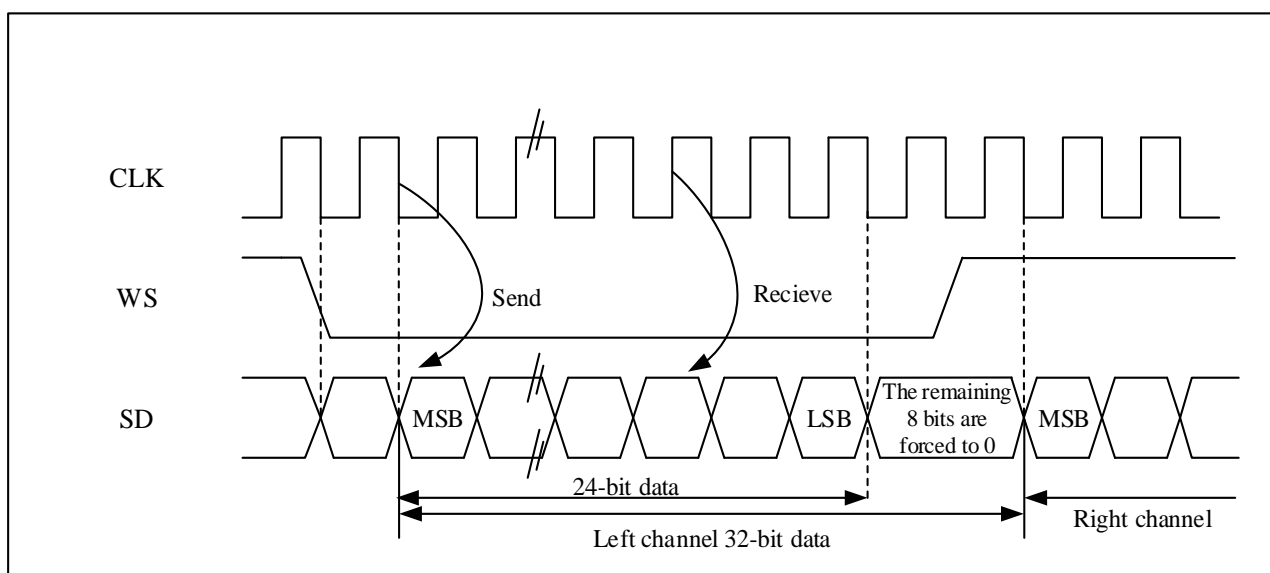 CLK
WS
Send
Recieve
SD
MSB
LSB
The remaining
8 bits are
forced to 0
MSB
24-bit data
Left channel 32-bit data
Right channel